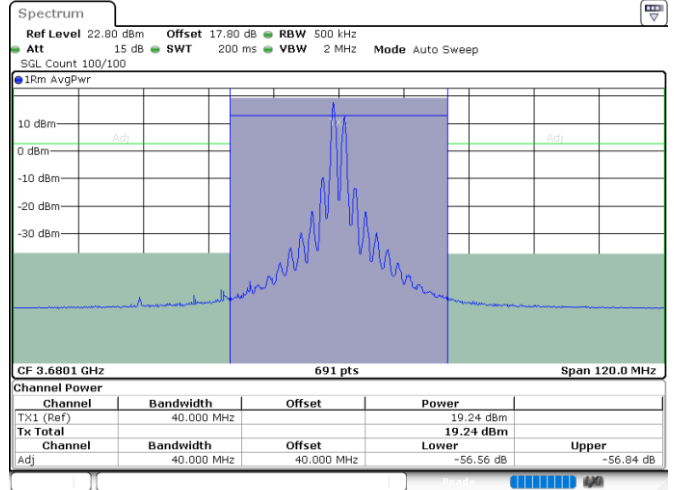 Spectrum
Ref Level 22.80 dBm Offset 17.80 dB RBW 500 kHz
Att 15 dB SWT 200 ms VBW 2 MHz Mode Auto Sweep
SGL Count 100/100
1Rm AvgPwr
10 dBm
Adj Adj
0 dBm
-10 dBm
-20 dBm
-30 dBm
CF 3.6801 GHz 691 pts Span 120.0 MHz
Channel Power
Channel Bandwidth Offset Power
TX1 (Ref) 40.000 MHz 19.24 dBm
Tx Total 19.24 dBm
Channel Bandwidth Offset Lower Upper
Adj 40.000 MHz 40.000 MHz -56.56 dB -56.84 dB
Ready